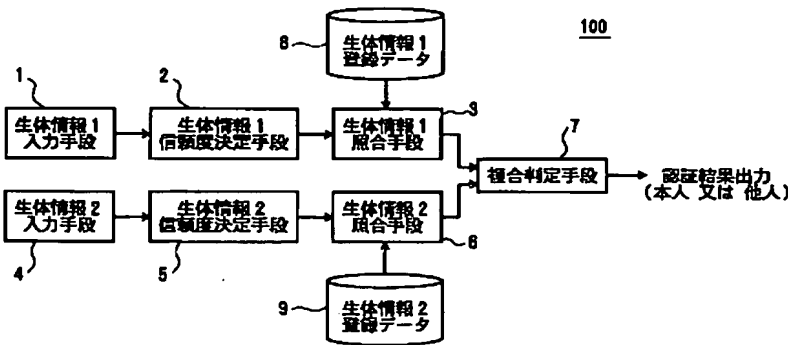 100
8
生体情報1
登録データ
1
2
3
生体情報1
入力手段
生体情報1
信頼度決定手段
生体情報1
照合手段
7
複合判定手段
認証結果出力
(本人 又は 他人)
生体情報2
入力手段
生体情報2
信頼度決定手段
生体情報2
照合手段
4
5
6
9
生体情報2
登録データ